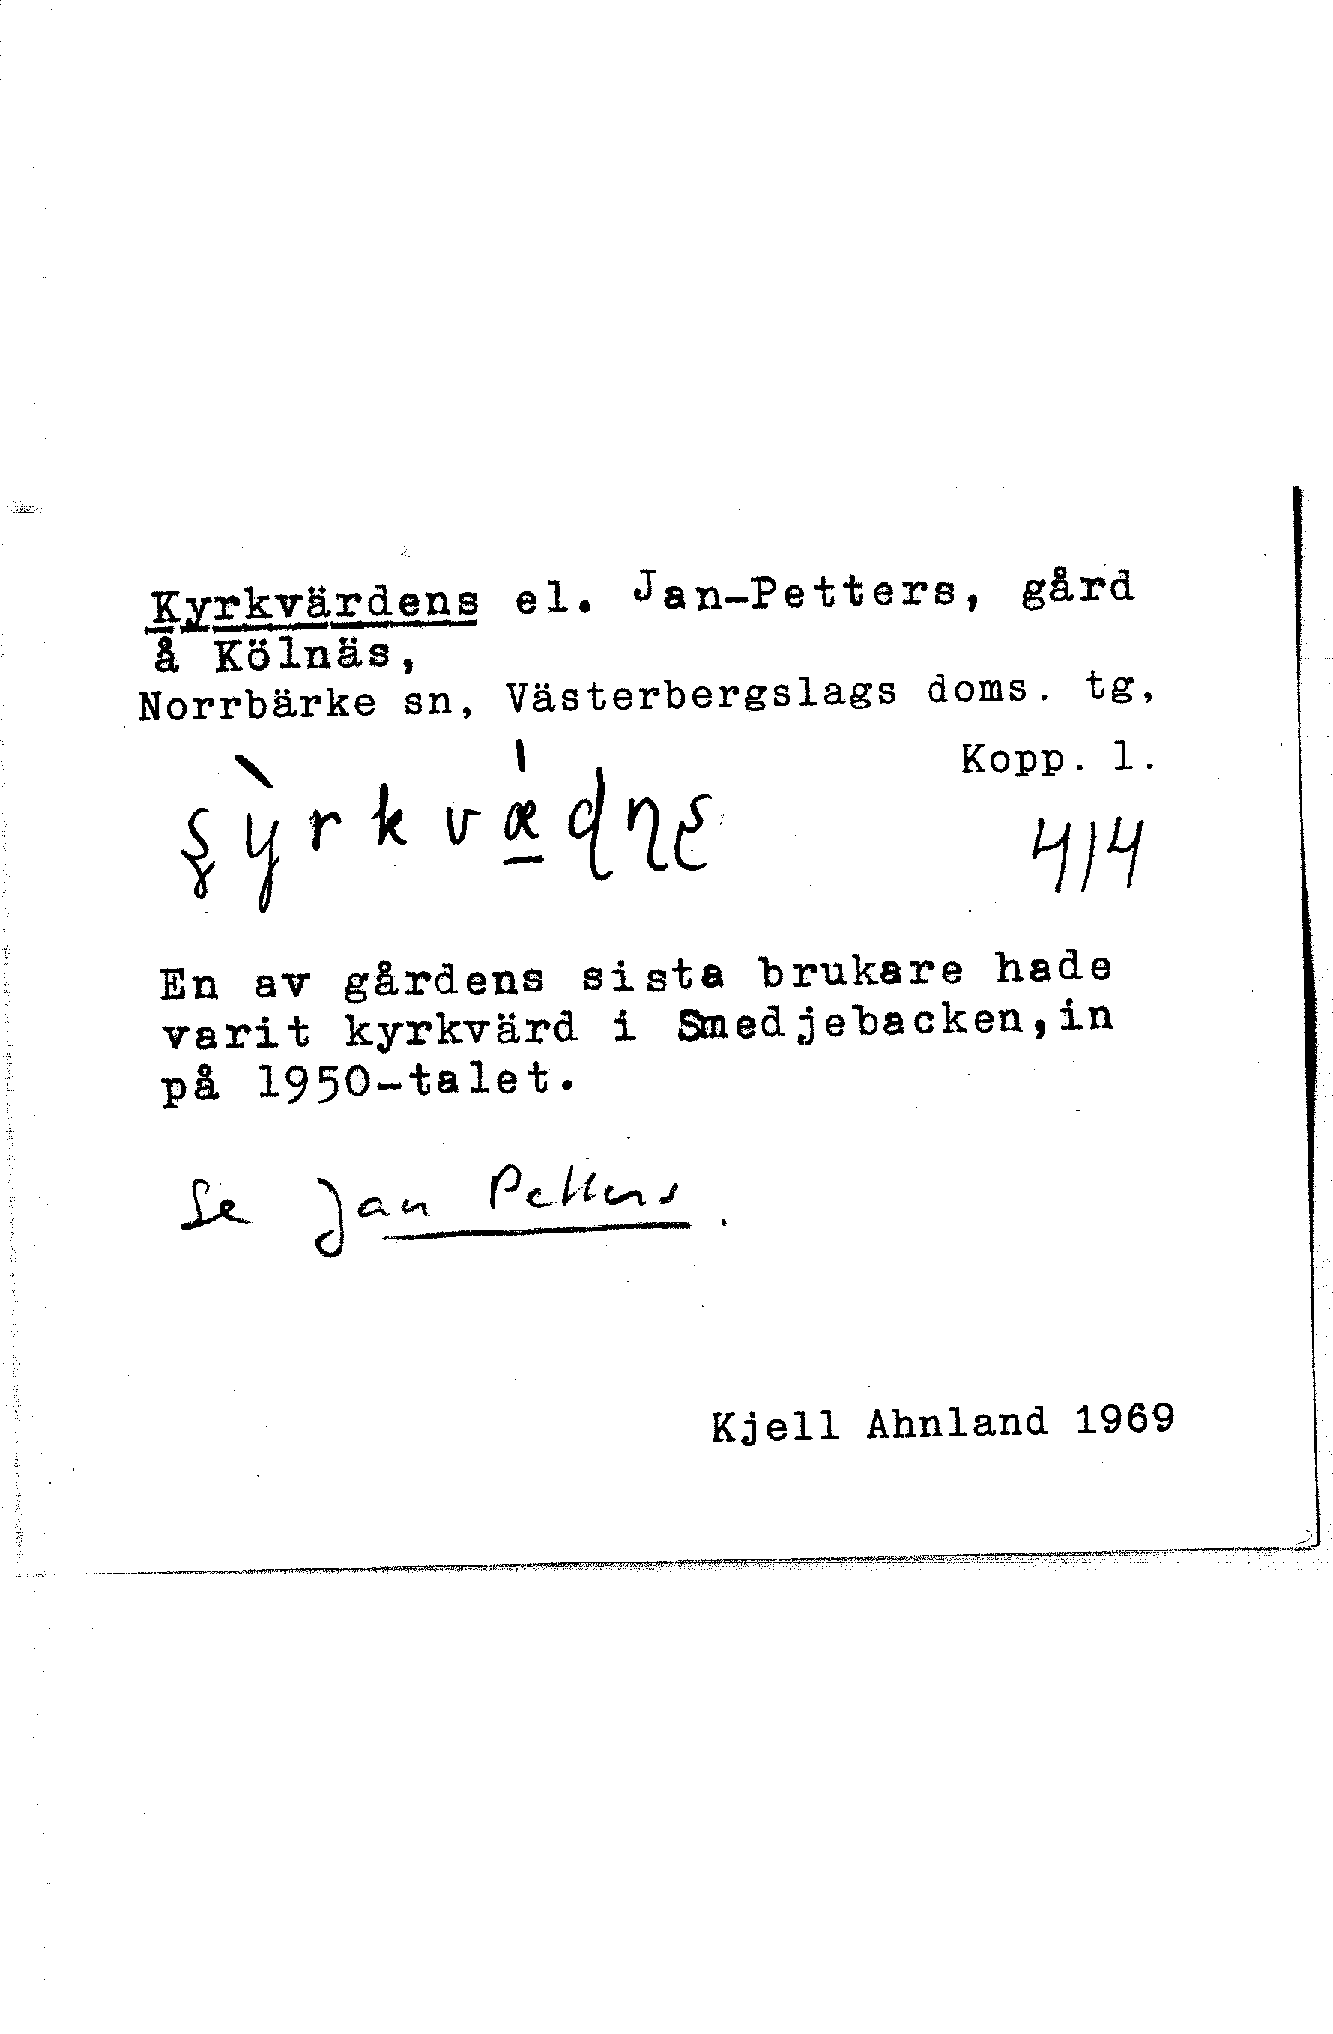 Kyrkvärdens el. Jan-Petters, gård
å Kölnäs,
Norrbärke sn, Västerbergslags doms. tg,
Kopp. l.
414
En av gårdens sista brukare hade
varit kyrkvärd i Smedjebacken,in
på 1950-talet.
Se Jan Petters.
Kjell Ahnland 1969